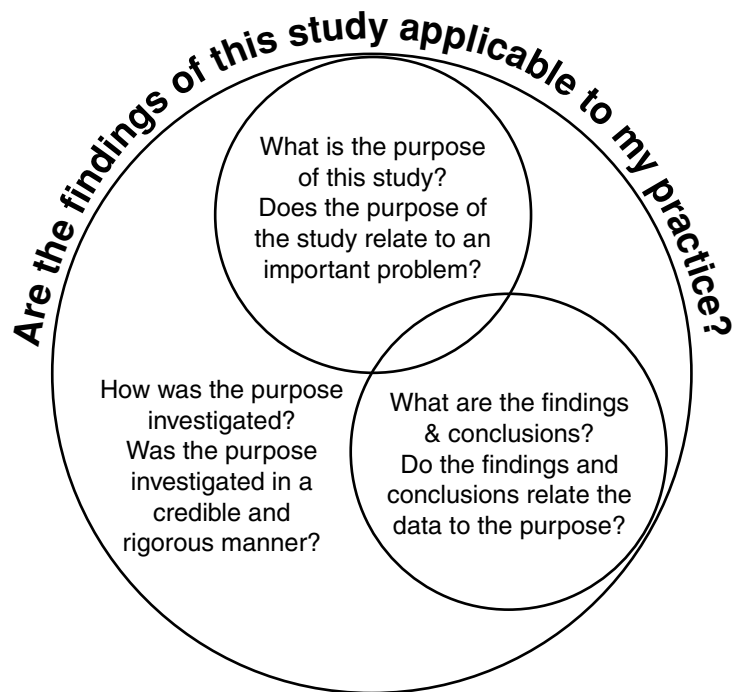 Are the findings of this study applicable to my practice?
What is the purpose
of this study?
Does the purpose of
the study relate to an
important problem?
How was the purpose
investigated?
Was the purpose
investigated in a
credible and
rigorous manner?
What are the findings
& conclusions?
Do the findings and
conclusions relate the
data to the purpose?